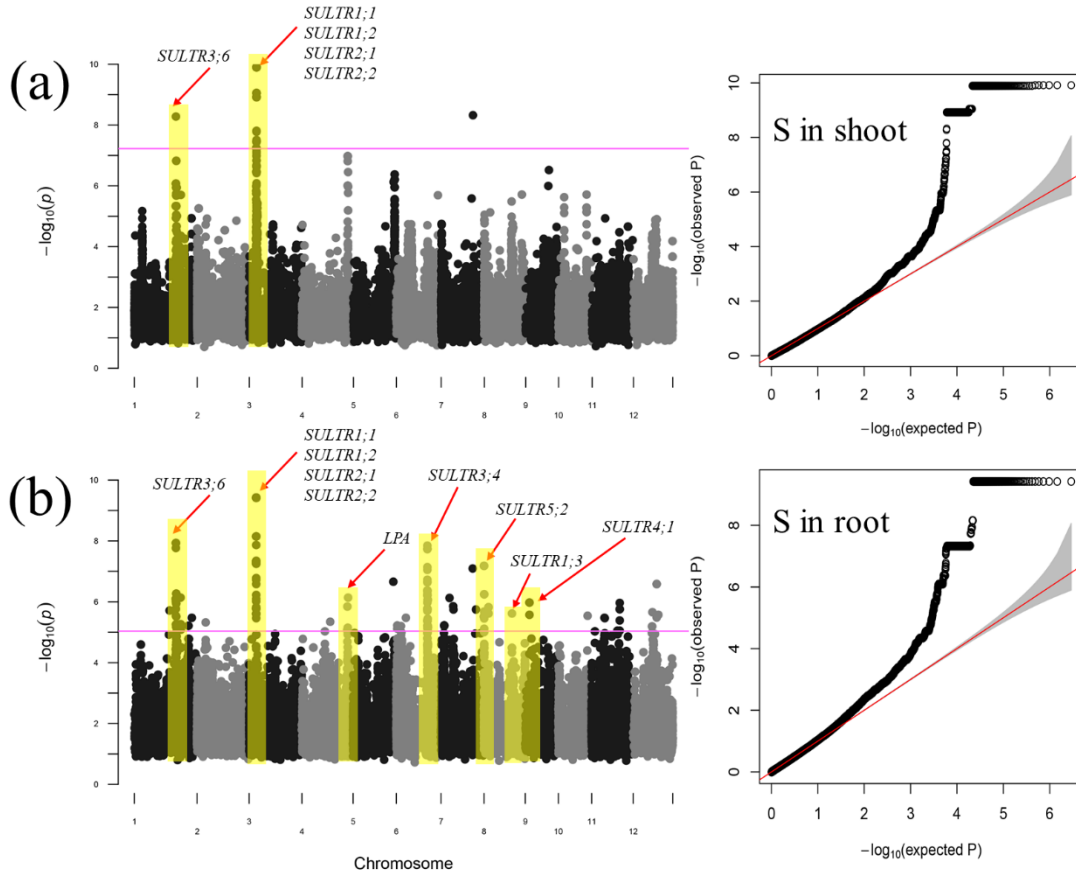 (a)
SULTR3;6
SULTR1;1
SULTR1;2
SULTR2;1
SULTR2;2
−log10(p)
10
8
6
4
2
0
1 2 3 4 5 6 7 8 9 10 11 12
S in shoot
−log10(observed P)
10
8
6
4
2
0
0 1 2 3 4 5 6
−log10(expected P)
(b)
SULTR3;6
SULTR1;1
SULTR1;2
SULTR2;1
SULTR2;2
LPA
SULTR3;4
SULTR5;2
SULTR1;3
SULTR4;1
−log10(p)
10
8
6
4
2
0
1 2 3 4 5 6 7 8 9 10 11 12
Chromosome
S in root
−log10(observed P)
8
6
4
2
0
0 1 2 3 4 5 6
−log10(expected P)